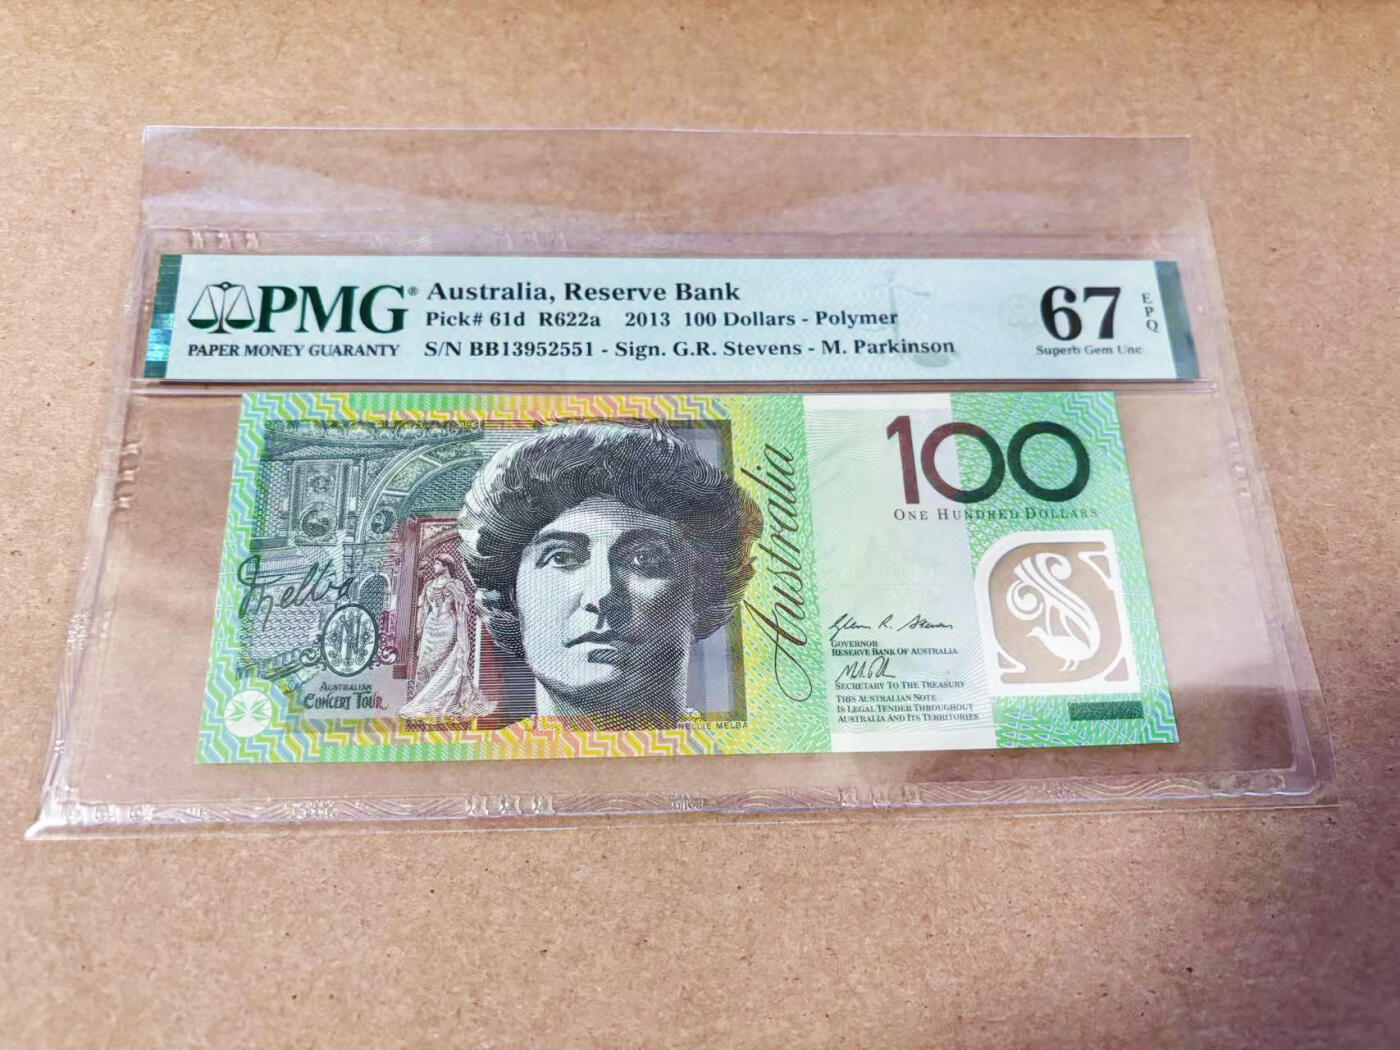 PMG®
PAPER MONEY GUARANTY
Australia, Reserve Bank
Pick# 61d R622a 2013 100 Dollars - Polymer
S/N BB13952551 - Sign. G.R. Stevens - M. Parkinson
67
EPQ
Superb Gem Unc
100
ONE HUNDRED DOLLARS
Australia
Melba
AUSTRALIAN
CONCERT TOUR
NELLIE MELBA
Glenn R. Stevens
GOVERNOR
RESERVE BANK OF AUSTRALIA
SECRETARY TO THE TREASURY
THIS AUSTRALIAN NOTE
IS LEGAL TENDER THROUGHOUT
AUSTRALIA AND ITS TERRITORIES